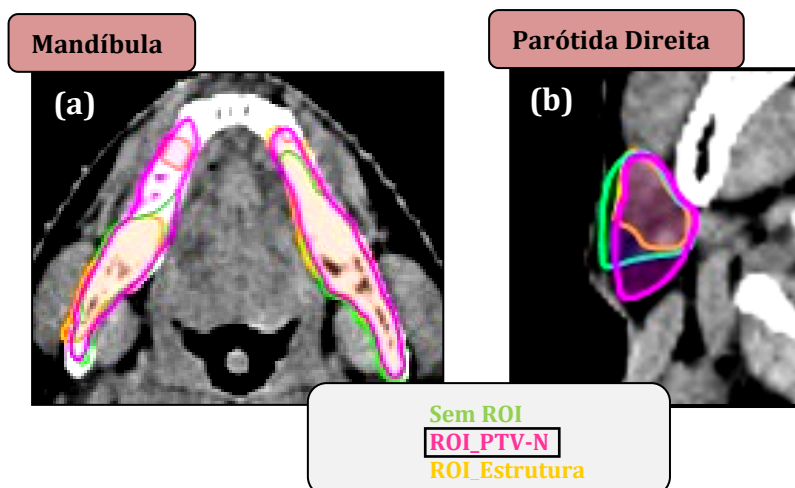 Mandíbula
Parótida Direita
(a)
(b)
Sem ROI
ROI_PTV-N
ROI_Estrutura